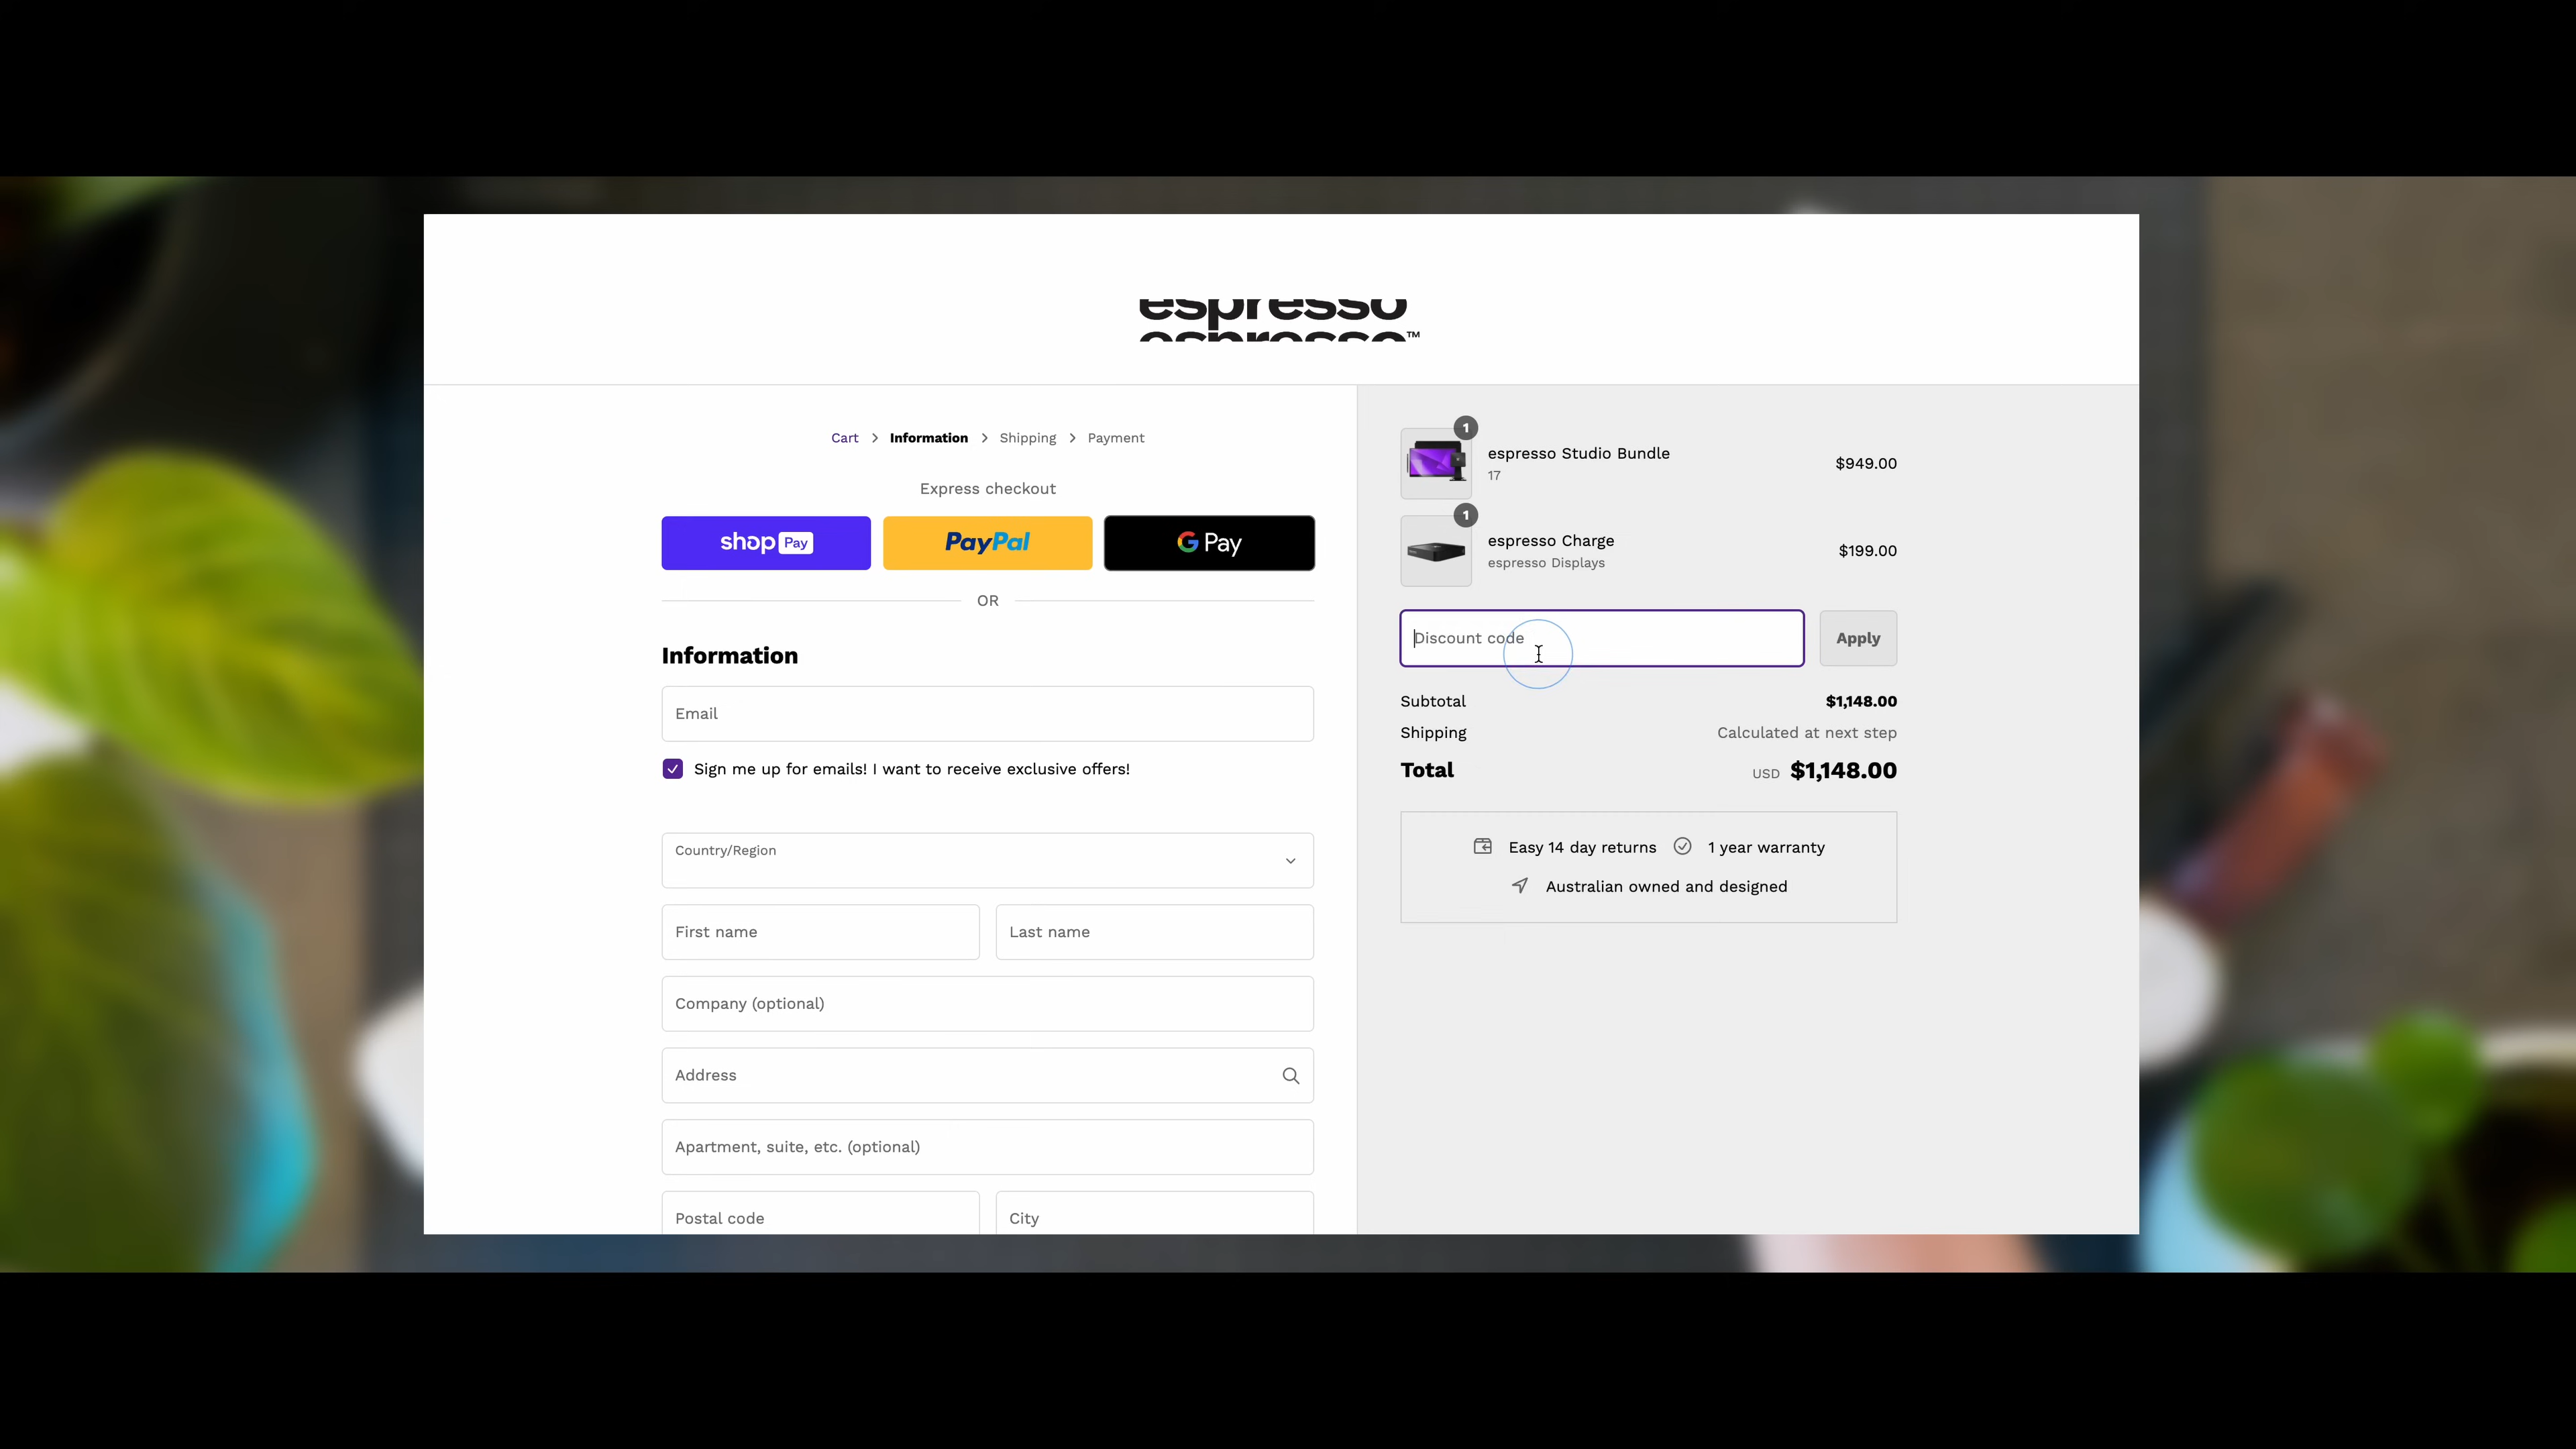 espresso
espresso™
Cart > Information > Shipping > Payment
Express checkout
shop Pay
PayPal
G Pay
OR
Information
Email
Sign me up for emails! I want to receive exclusive offers!
Country/Region
First name
Last name
Company (optional)
Address
Apartment, suite, etc. (optional)
Postal code
City
1
espresso Studio Bundle
17
$949.00
1
espresso Charge
espresso Displays
$199.00
Discount code
Apply
Subtotal $1,148.00
Shipping Calculated at next step
Total USD $1,148.00
Easy 14 day returns
1 year warranty
Australian owned and designed